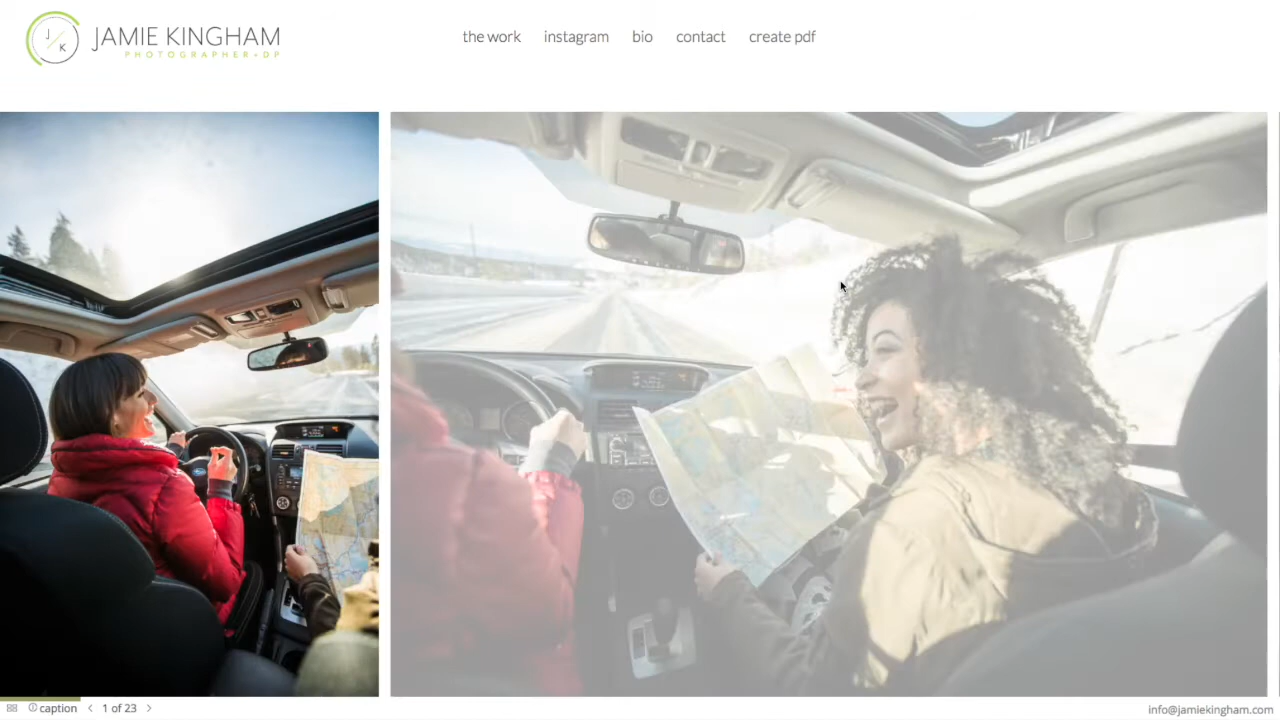 J
K
JAMIE KINGHAM
PHOTOGRAPHER+DP
the work
instagram
bio
contact
create pdf
caption
1 of 23
info@jamiekingham.com